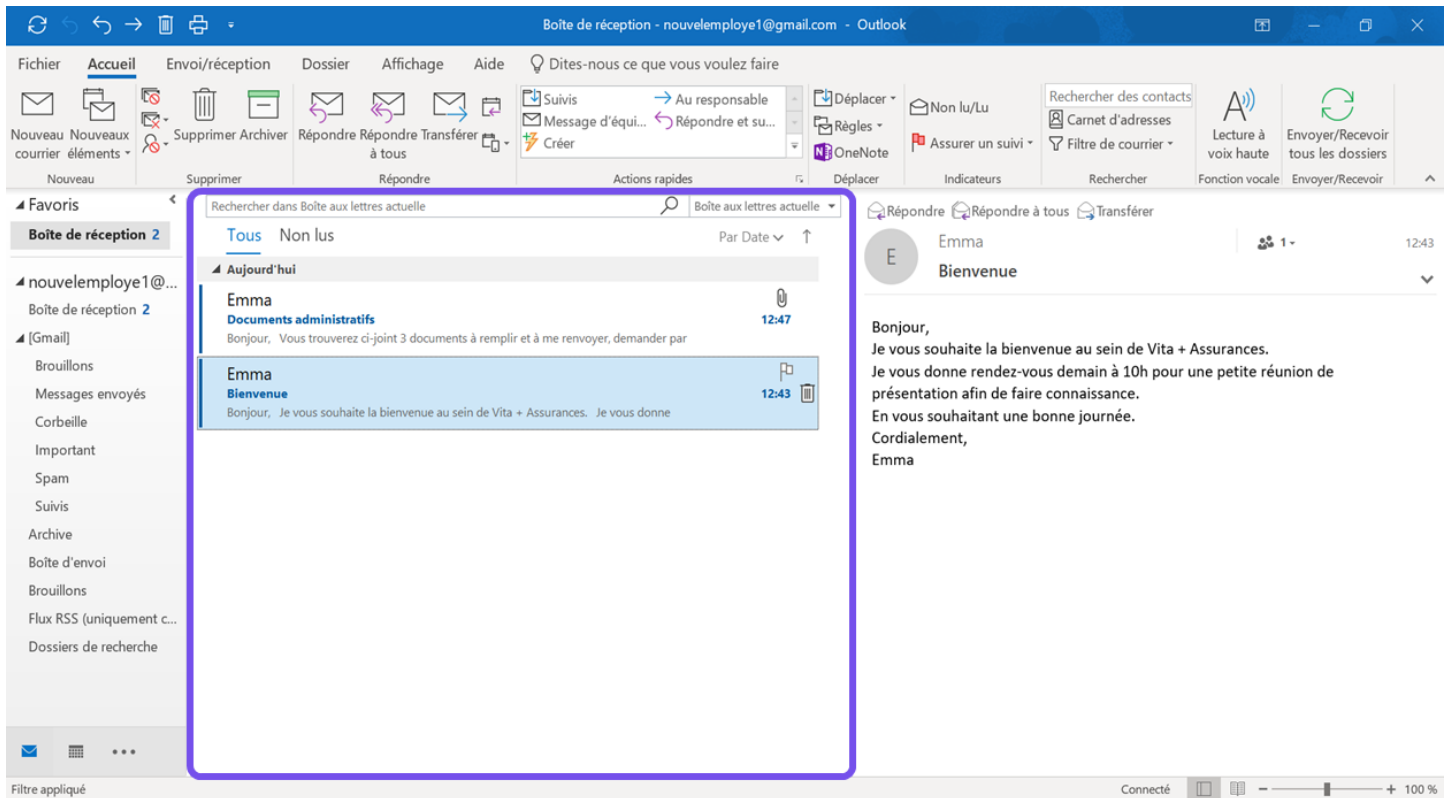 Boîte de réception - nouvelemploye1@gmail.com - Outlook
Fichier Accueil Envoi/réception Dossier Affichage Aide Dites-nous ce que vous voulez faire
Nouveau courrier
Nouveaux éléments
Supprimer
Archiver
Répondre
Répondre à tous
Transférer
Suivis
Message d'équi...
Créer
Au responsable
Répondre et su...
Déplacer
Règles
OneNote
Non lu/Lu
Assurer un suivi
Rechercher des contacts
Carnet d'adresses
Filtre de courrier
Lecture à voix haute
Envoyer/Recevoir tous les dossiers
Nouveau Supprimer Répondre Actions rapides Déplacer Indicateurs Rechercher Fonction vocale Envoyer/Recevoir
Favoris
Boîte de réception 2
nouvelemploye1@...
Boîte de réception 2
[Gmail]
Brouillons
Messages envoyés
Corbeille
Important
Spam
Suivis
Archive
Boîte d'envoi
Brouillons
Flux RSS (uniquement c...
Dossiers de recherche
Rechercher dans Boîte aux lettres actuelle Boîte aux lettres actuelle
Tous Non lus Par Date
Aujourd'hui
Emma
Documents administratifs 12:47
Bonjour, Vous trouverez ci-joint 3 documents à remplir et à me renvoyer, demander par
Emma
Bienvenue 12:43
Bonjour, Je vous souhaite la bienvenue au sein de Vita + Assurances. Je vous donne
Répondre Répondre à tous Transférer
E
Emma 1 12:43
Bienvenue
Bonjour,
Je vous souhaite la bienvenue au sein de Vita + Assurances.
Je vous donne rendez-vous demain à 10h pour une petite réunion de
présentation afin de faire connaissance.
En vous souhaitant une bonne journée.
Cordialement,
Emma
Filtre appliqué Connecté 100 %